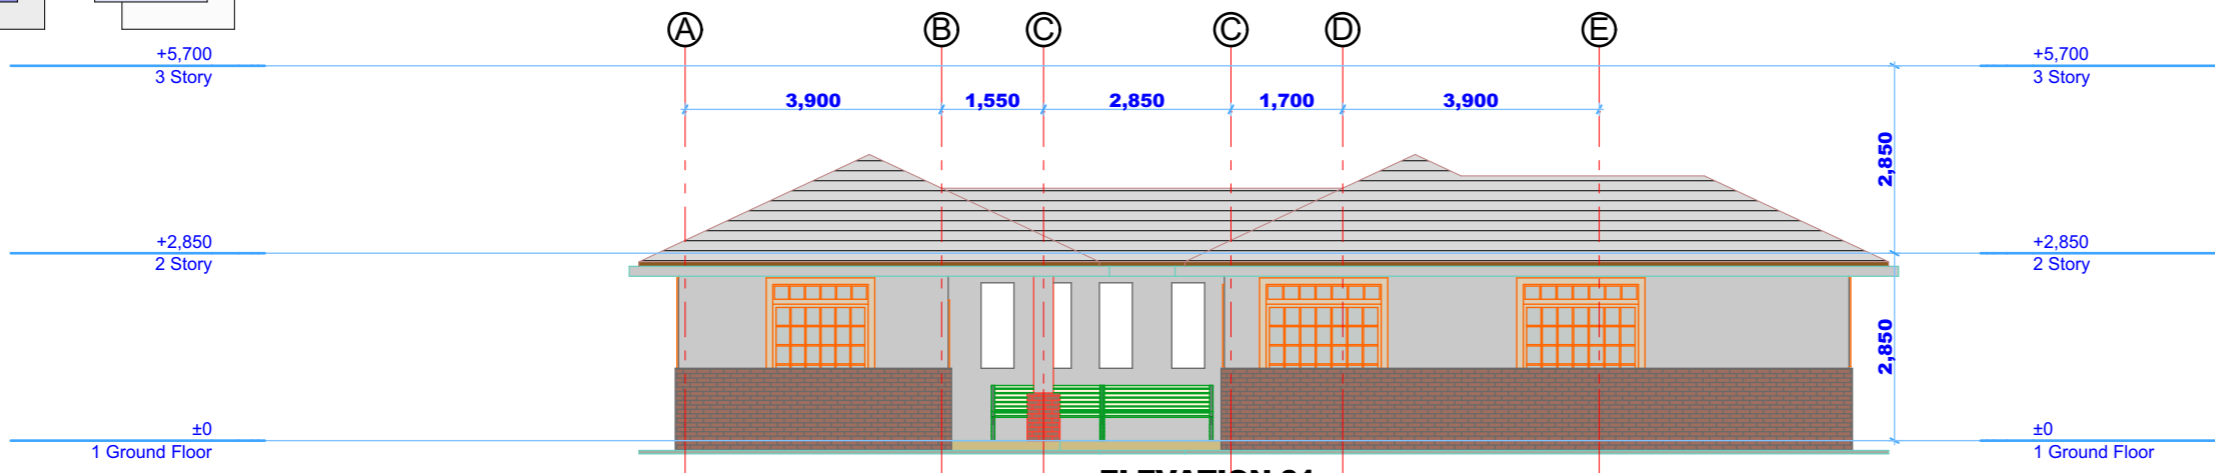 A B C C D E
+5,700 +5,700
3 Story 3 Story
3,900 1,550 2,850 1,700 3,900
2,850
+2,850 +2,850
2 Story 2 Story
2,850
±0 ±0
1 Ground Floor 1 Ground Floor